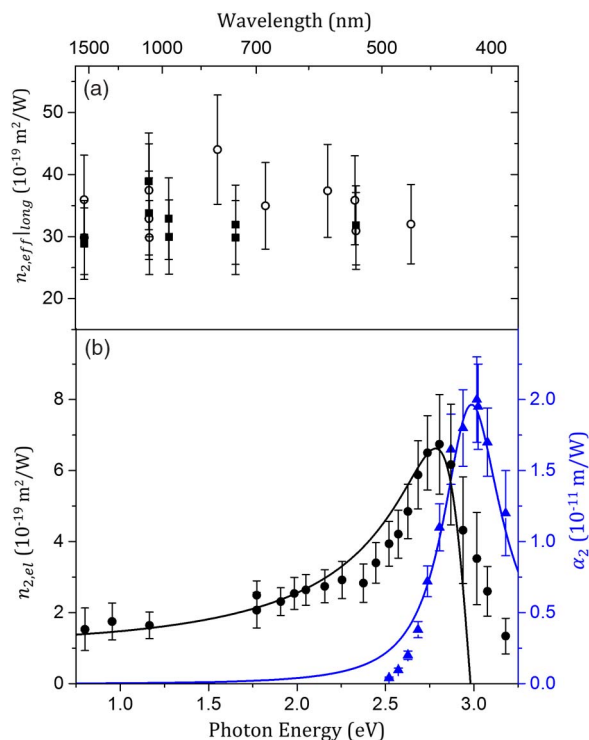 Wavelength (nm)
1500 1000 700 500 400
(a)
50
40
30
20
n₂,eff|long (10⁻¹⁹ m²/W)
(b)
8
6
4
2
0
n₂,el (10⁻¹⁹ m²/W)
2.0
1.5
1.0
0.5
0.0
α₂ (10⁻¹¹ m/W)
1.0 1.5 2.0 2.5 3.0
Photon Energy (eV)